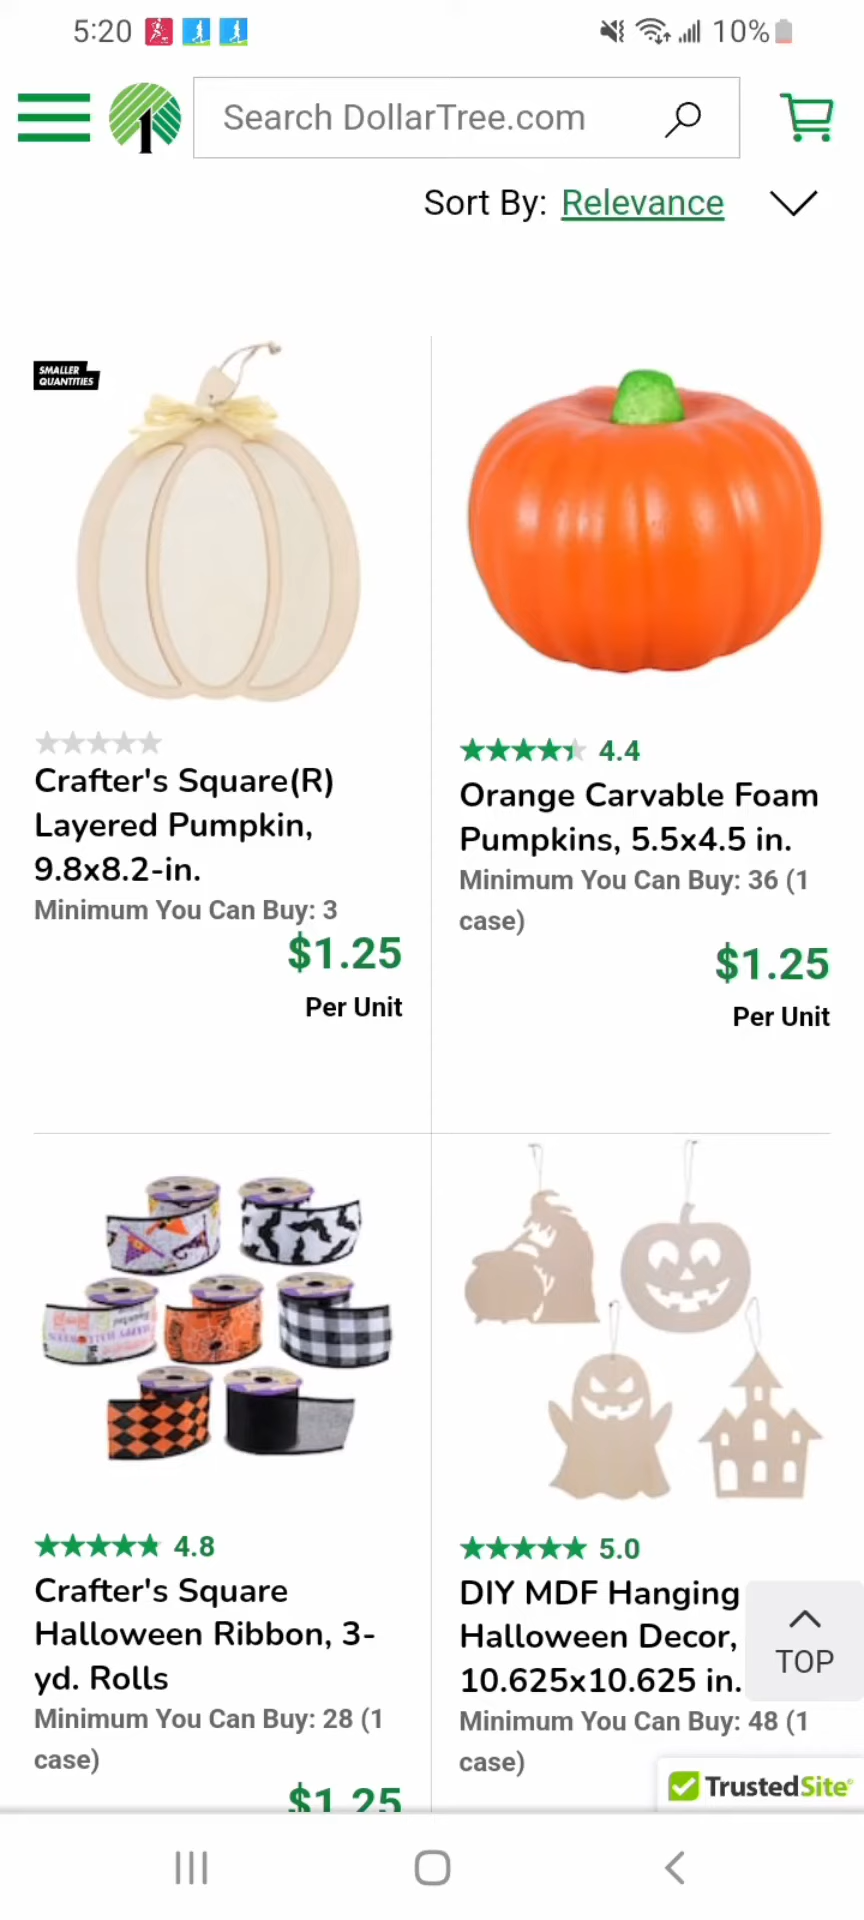 5:20
10%
Search DollarTree.com
Sort By: Relevance
SMALLER
QUANTITIES
Crafter's Square(R)
Layered Pumpkin,
9.8x8.2-in.
Minimum You Can Buy: 3
$1.25
Per Unit
4.4
Orange Carvable Foam
Pumpkins, 5.5x4.5 in.
Minimum You Can Buy: 36 (1
case)
$1.25
Per Unit
4.8
Crafter's Square
Halloween Ribbon, 3-
yd. Rolls
Minimum You Can Buy: 28 (1
case)
$1.25
5.0
DIY MDF Hanging
Halloween Decor,
10.625x10.625 in.
Minimum You Can Buy: 48 (1
case)
TOP
TrustedSite